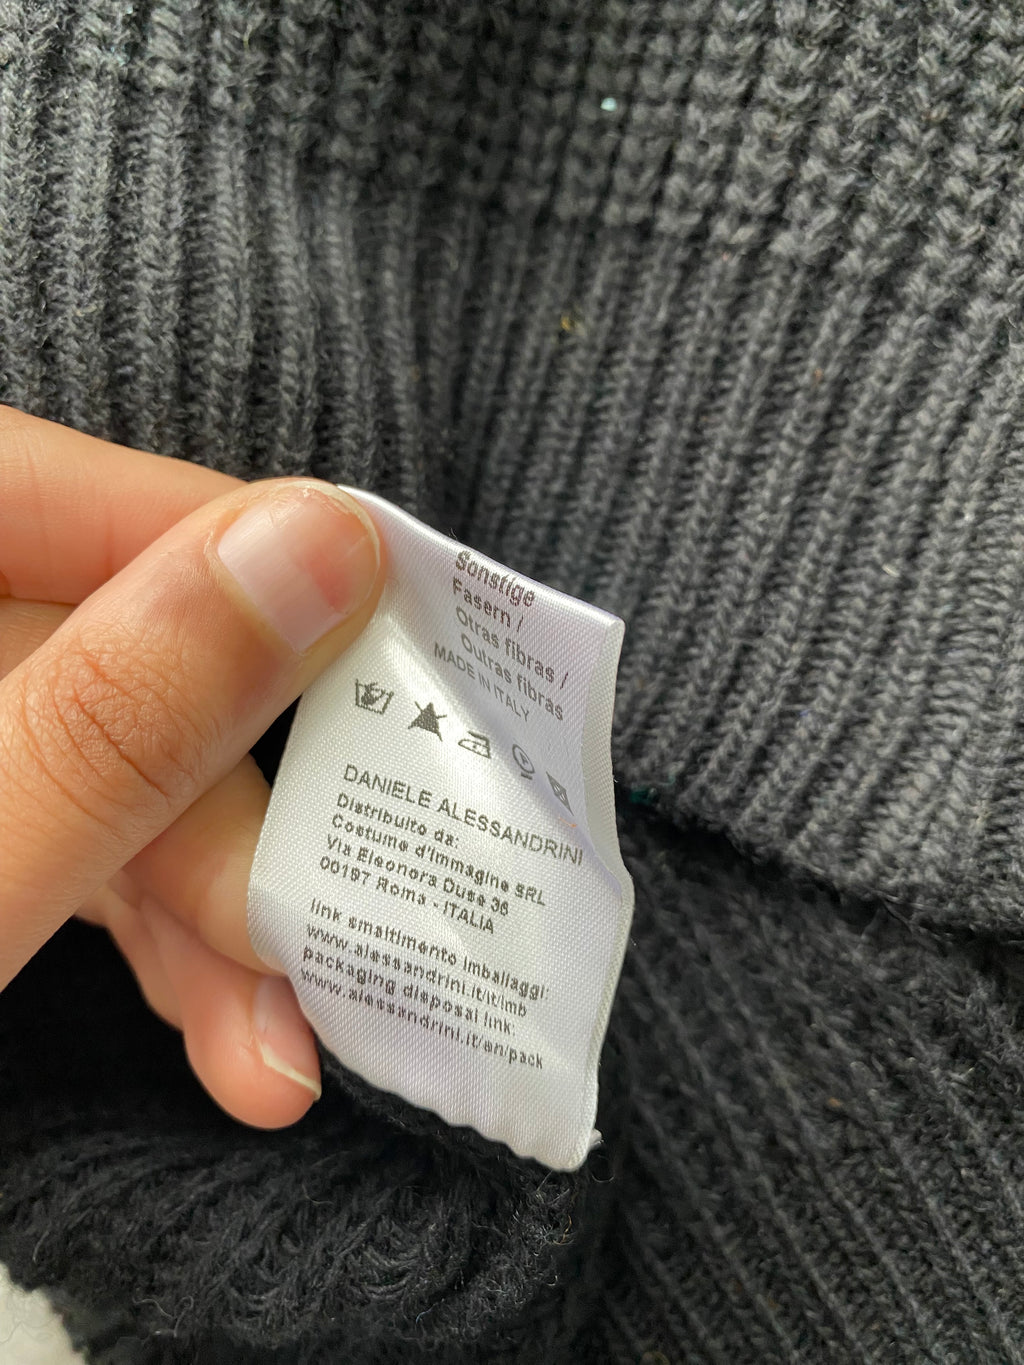 Sonstige
Fasern /
Otras fibras /
Outras fibras
MADE IN ITALY
DANIELE ALESSANDRINI
Distribuito da:
Costume d'Immagine SRL
Via Eleonora Duse 36
00197 Roma - ITALIA
link smaltimento imballaggi:
www.alessandrini.it/it/imb
packaging disposal link:
www.alessandrini.it/en/pack